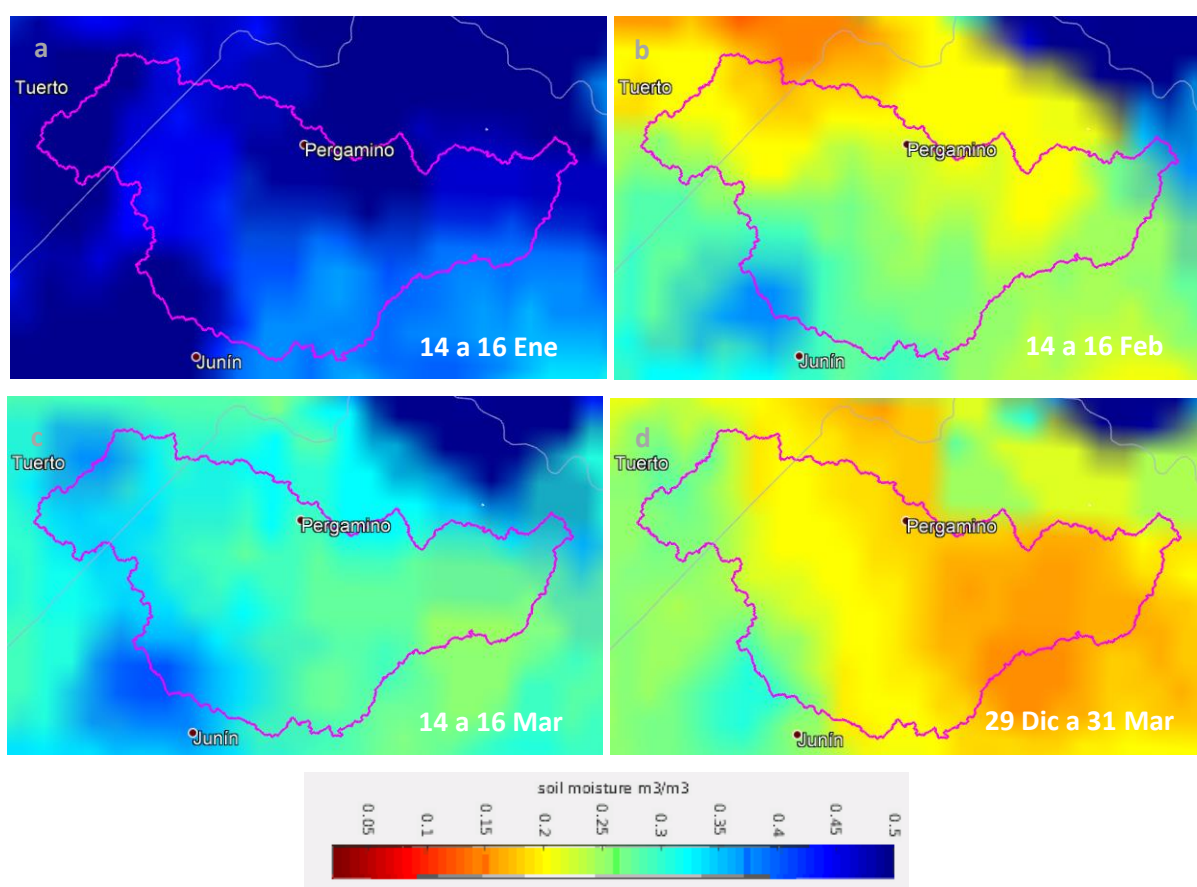 a
Tuerto
Pergamino
Junín
14 a 16 Ene
b
Tuerto
Pergamino
Junín
14 a 16 Feb
c
Tuerto
Pergamino
Junín
14 a 16 Mar
d
Tuerto
Pergamino
Junín
29 Dic a 31 Mar
soil moisture m3/m3
0.05 0.1 0.15 0.2 0.25 0.3 0.35 0.4 0.45 0.5